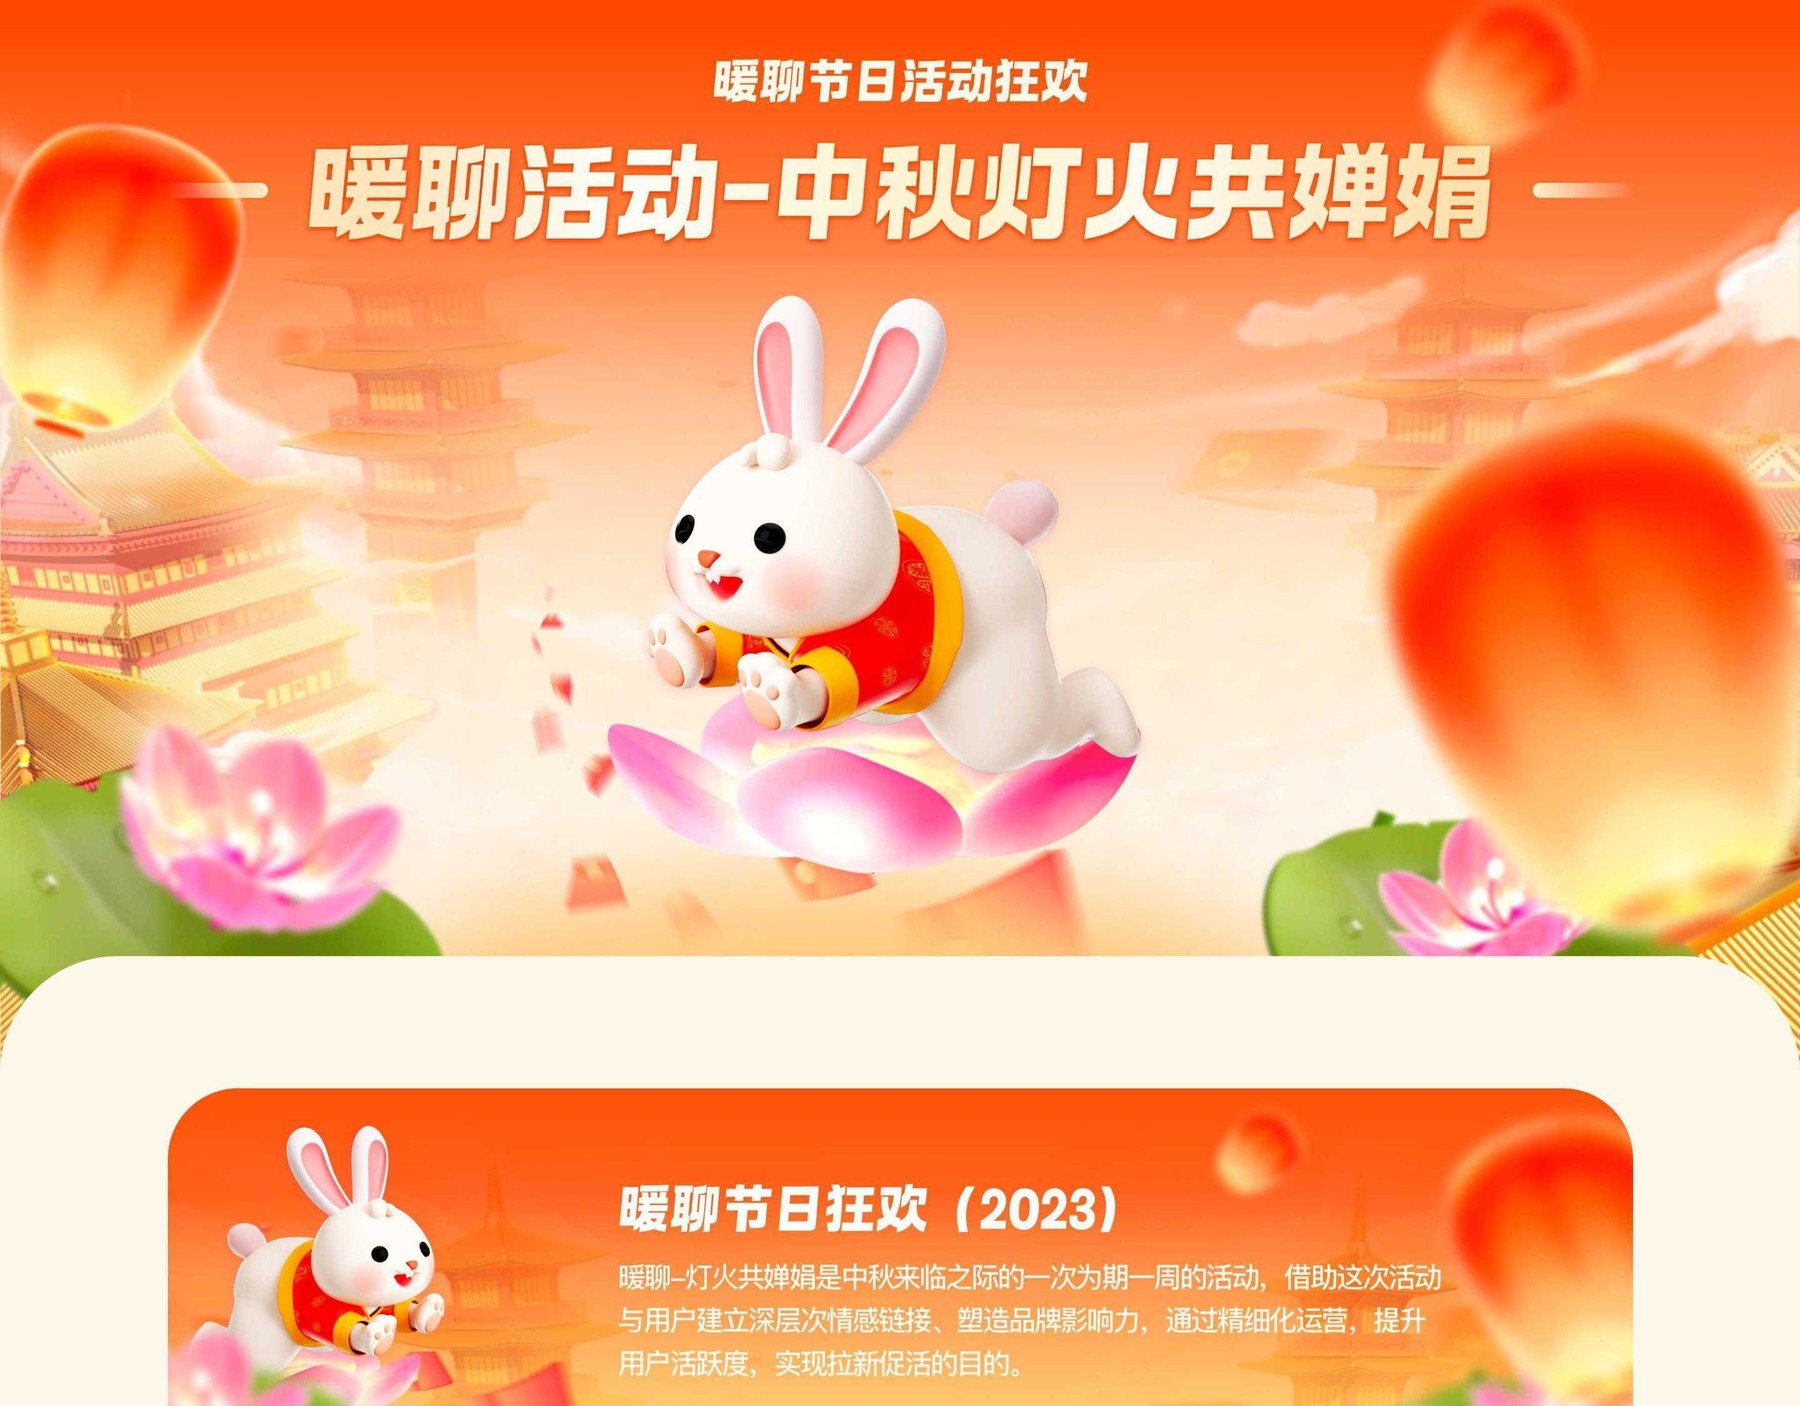 暖聊节日活动狂欢
暖聊活动-中秋灯火共婵娟
暖聊节日狂欢（2023）
暖聊-灯火共婵娟是中秋来临之际的一次为期一周的活动，借助这次活动
与用户建立深层次情感链接、塑造品牌影响力，通过精细化运营，提升
用户活跃度，实现拉新促活的目的。